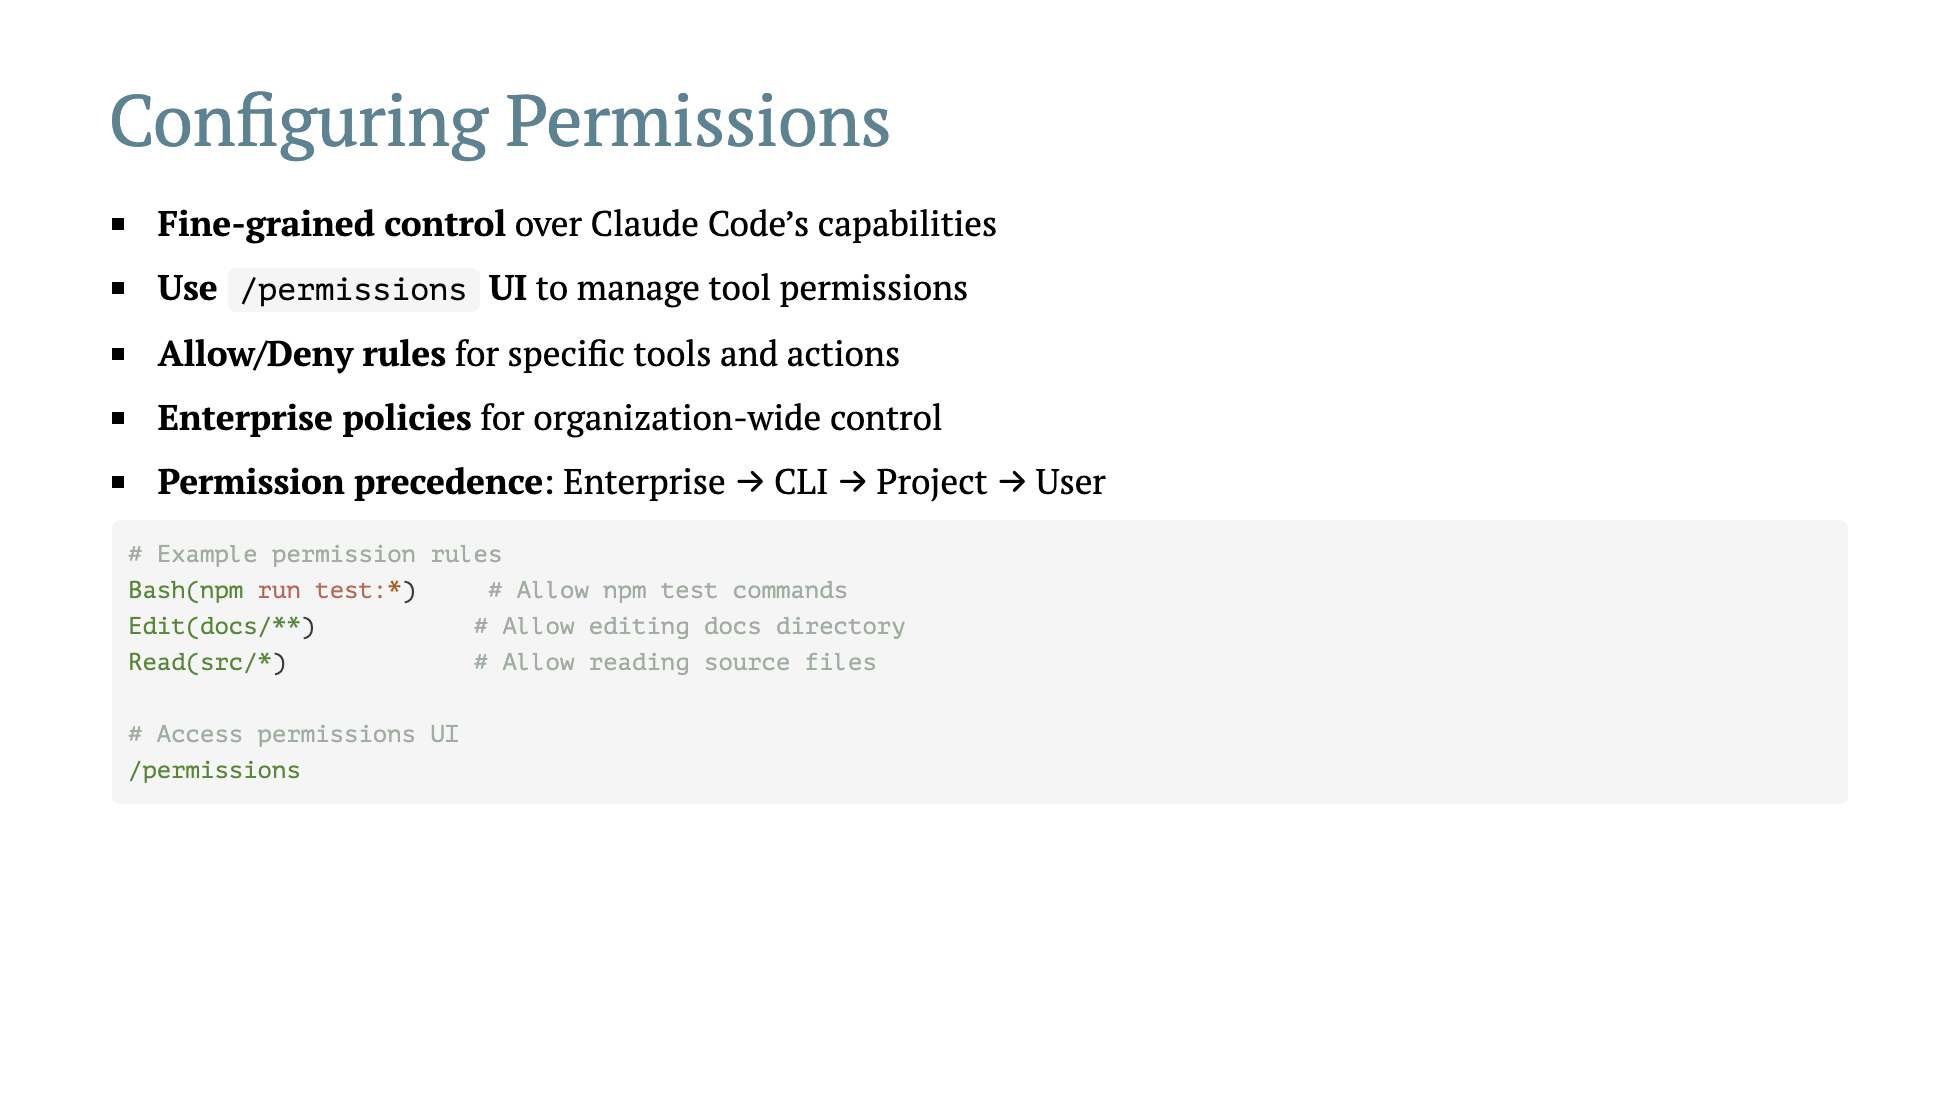 Configuring Permissions
▪ Fine-grained control over Claude Code’s capabilities
▪ Use /permissions UI to manage tool permissions
▪ Allow/Deny rules for specific tools and actions
▪ Enterprise policies for organization-wide control
▪ Permission precedence: Enterprise → CLI → Project → User
# Example permission rules
Bash(npm run test:*)     # Allow npm test commands
Edit(docs/**)           # Allow editing docs directory
Read(src/*)             # Allow reading source files
# Access permissions UI
/permissions